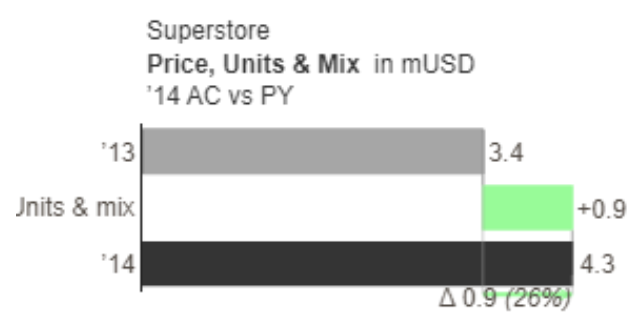 Superstore
Price, Units & Mix in mUSD
’14 AC vs PY
’13 3.4
Units & mix +0.9
’14 4.3
Δ 0.9 (26%)